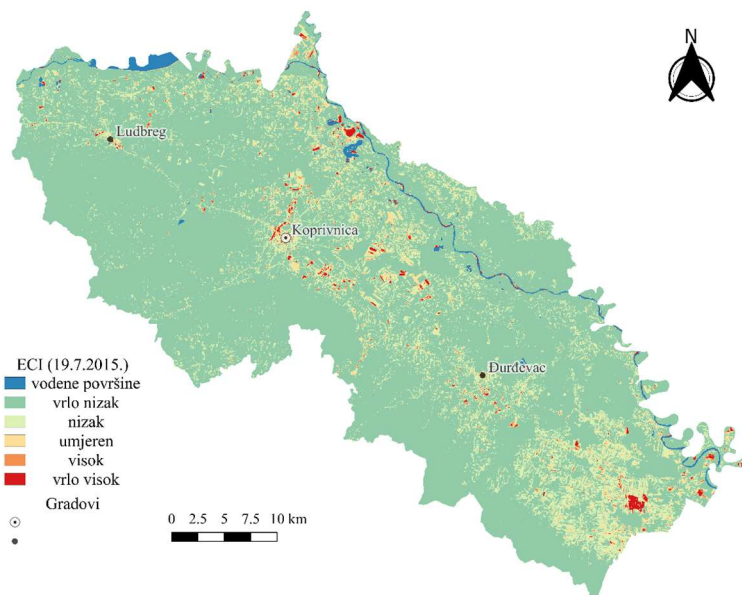 N
Ludbreg
Koprivnica
Đurđevac
ECI (19.7.2015.)
vodene površine
vrlo nizak
nizak
umjeren
visok
vrlo visok
Gradovi
0 2.5 5 7.5 10 km